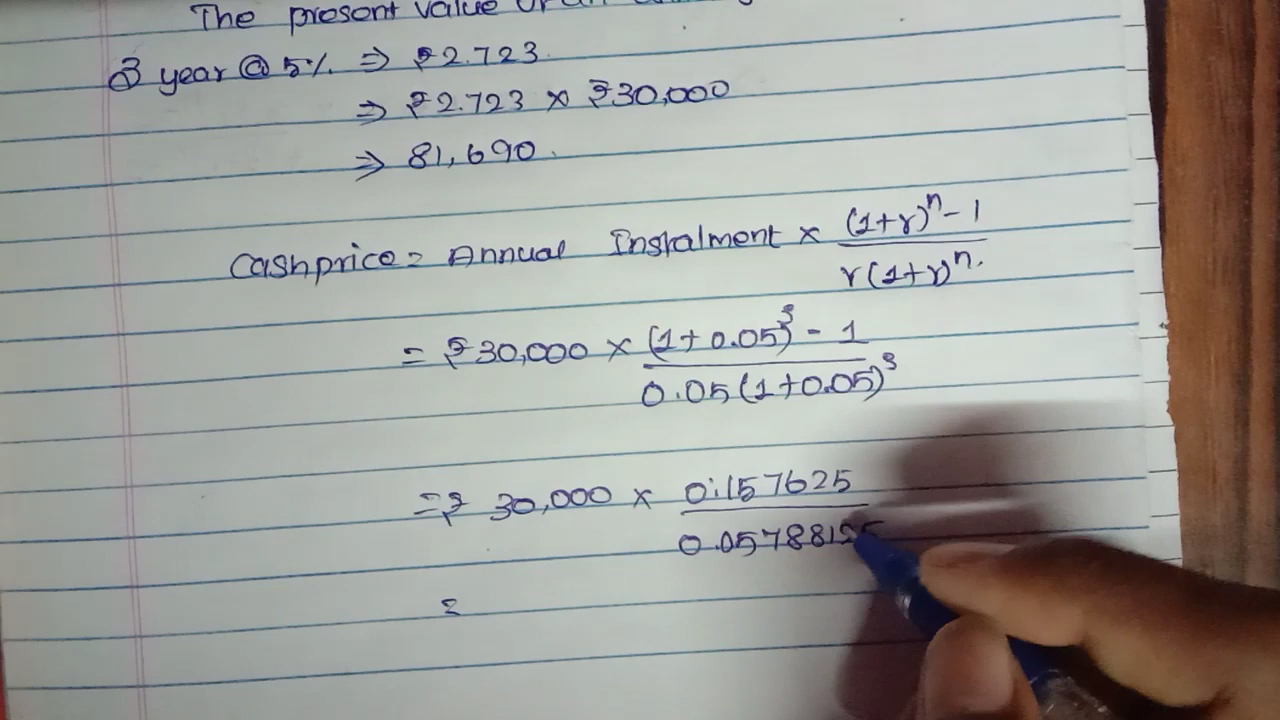 The present value
3 year @ 5% ⇒ ₹2.723.
⇒ ₹2.723 × ₹30,000
⇒ 81,690.
Cashprice = Annual Instalment × (1+r)^n - 1
r(1+r)^n.
= ₹30,000 × (1+0.05)^3 - 1
0.05(1+0.05)^3
= ₹ 30,000 × 0.157625
0.05788125
=